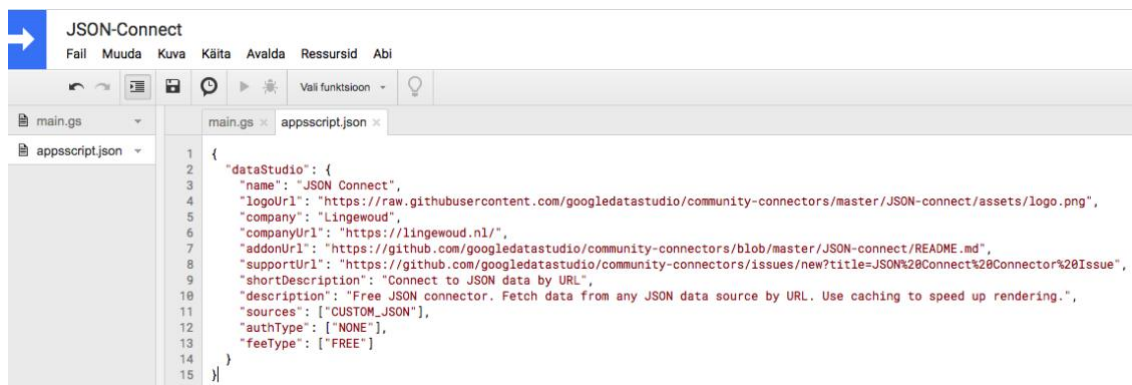 JSON-Connect
Fail Muuda Kuva Käita Avalda Ressursid Abi
Vali funktsioon
main.gs
appsscript.json
main.gs × appsscript.json ×
1 {
2 "dataStudio": {
3 "name": "JSON Connect",
4 "logoUrl": "https://raw.githubusercontent.com/googledatastudio/community-connectors/master/JSON-connect/assets/logo.png",
5 "company": "Lingewoud",
6 "companyUrl": "https://lingewoud.nl/",
7 "addonUrl": "https://github.com/googledatastudio/community-connectors/blob/master/JSON-connect/README.md",
8 "supportUrl": "https://github.com/googledatastudio/community-connectors/issues/new?title=JSON%20Connect%20Connector%20Issue",
9 "shortDescription": "Connect to JSON data by URL",
10 "description": "Free JSON connector. Fetch data from any JSON data source by URL. Use caching to speed up rendering.",
11 "sources": ["CUSTOM_JSON"],
12 "authType": ["NONE"],
13 "feeType": ["FREE"]
14 }
15 }